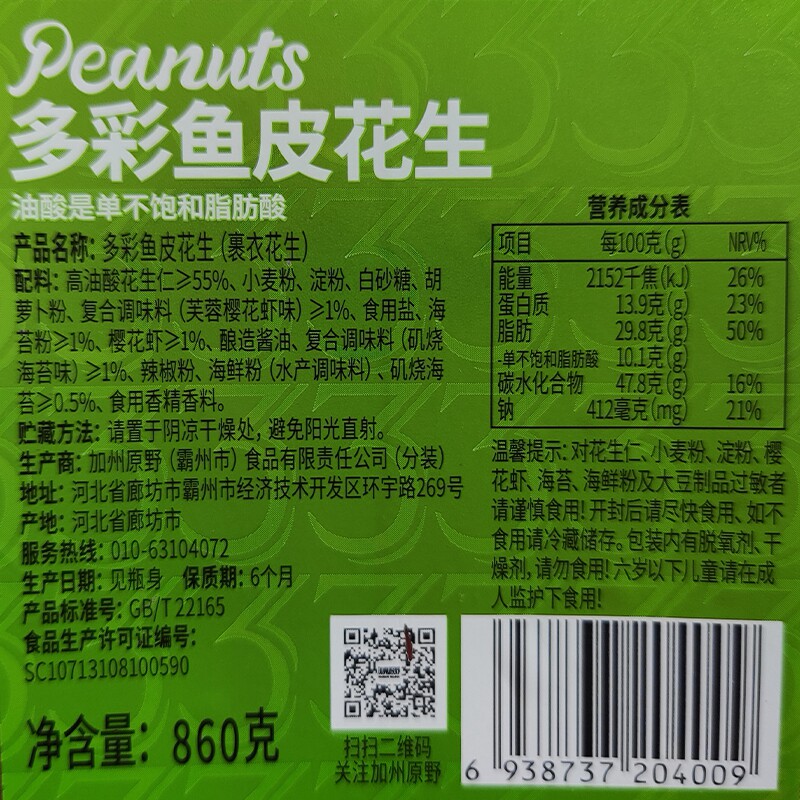 Peanuts
多彩鱼皮花生
油酸是单不饱和脂肪酸
产品名称：多彩鱼皮花生（裹衣花生）
配料：高油酸花生仁≥55%、小麦粉、淀粉、白砂糖、胡
萝卜粉、复合调味料（芙蓉樱花虾味）≥1%、食用盐、海
苔粉≥1%、樱花虾≥1%、酿造酱油、复合调味料（矶烧
海苔味）≥1%、辣椒粉、海鲜粉（水产调味料）、矶烧海
苔≥0.5%、食用香精香料。
贮藏方法：请置于阴凉干燥处，避免阳光直射。
生产商：加州原野（霸州市）食品有限责任公司（分装）
地址：河北省廊坊市霸州市经济技术开发区环宇路269号
产地：河北省廊坊市
服务热线：010-63104072
生产日期：见瓶身 保质期：6个月
产品标准号：GB/T 22165
食品生产许可证编号：
SC10713108100590
净含量：860克
营养成分表
项目 每100克(g) NRV%
能量 2152千焦(kJ) 26%
蛋白质 13.9克(g) 23%
脂肪 29.8克(g) 50%
-单不饱和脂肪酸 10.1克(g)
碳水化合物 47.8克(g) 16%
钠 412毫克(mg) 21%
温馨提示：对花生仁、小麦粉、淀粉、樱
花虾、海苔、海鲜粉及大豆制品过敏者
请谨慎食用！开封后请尽快食用、如不
食用请冷藏储存。包装内有脱氧剂、干
燥剂，请勿食用！六岁以下儿童请在成
人监护下食用！
扫扫二维码
关注加州原野
6 938737 204009